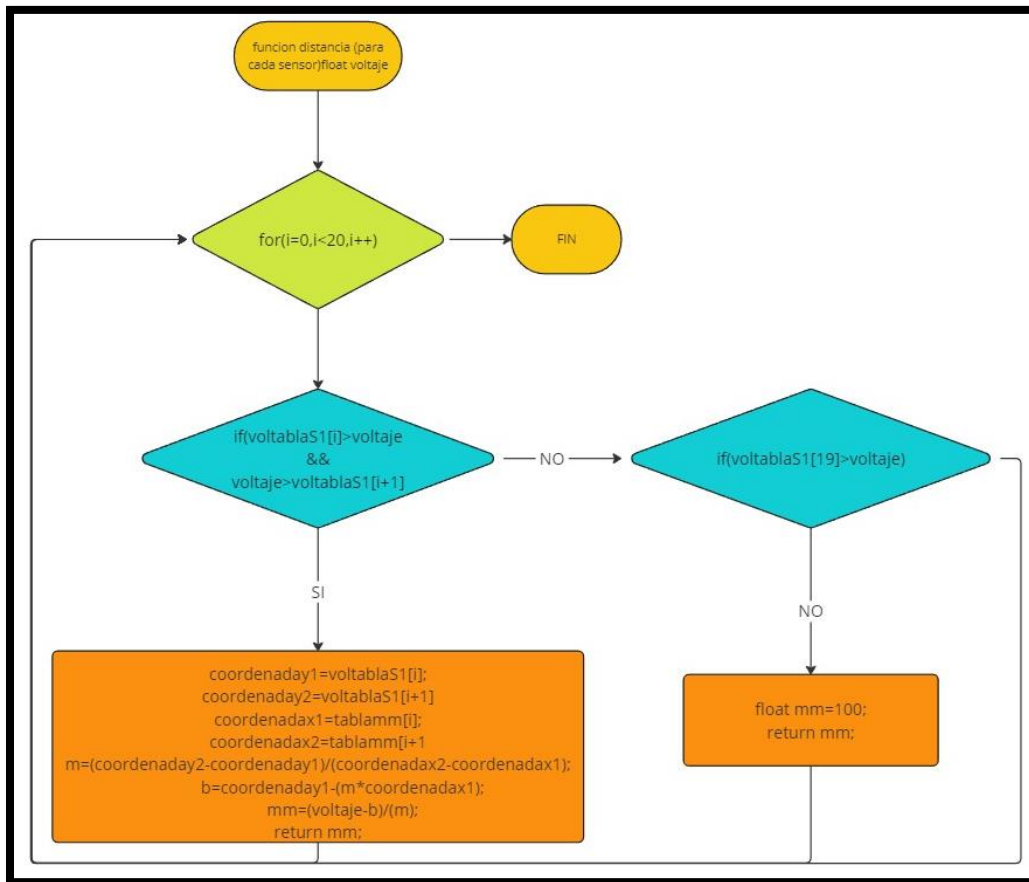 funcion distancia (para
cada sensor)float voltaje
for(i=0,i<20,i++)
FIN
if(voltablaS1[i]>voltaje
&&
voltaje>voltablaS1[i+1]
NO
if(voltablaS1[19]>voltaje)
SI
NO
coordenaday1=voltablaS1[i];
coordenaday2=voltablaS1[i+1]
coordenadax1=tablamm[i];
coordenadax2=tablamm[i+1
m=(coordenaday2-coordenaday1)/(coordenadax2-coordenadax1);
b=coordenaday1-(m*coordenadax1);
mm=(voltaje-b)/(m);
return mm;
float mm=100;
return mm;